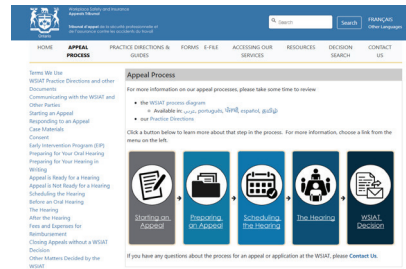 Workplace Safety and Insurance
Appeals Tribunal
Tribunal d'appel de la sécurité professionnelle et
de l'assurance contre les accidents du travail
Ontario
Search
Search
FRANÇAIS
Other Languages
HOME
APPEAL PROCESS
PRACTICE DIRECTIONS & GUIDES
FORMS
E-FILE
ACCESSING OUR SERVICES
RESOURCES
DECISION SEARCH
CONTACT US
Terms We Use
WSIAT Practice Directions and other
Documents
Communicating with the WSIAT and
Other Parties
Starting an Appeal
Responding to an Appeal
Case Materials
Consent
Early Intervention Program (EIP)
Preparing for Your Oral Hearing
Preparing for Your Hearing in
Writing
Appeal is Ready for a Hearing
Appeal is Not Ready for a Hearing
Scheduling the Hearing
Before an Oral Hearing
The Hearing
After the Hearing
Fees and Expenses for
Reimbursement
Closing Appeals without a WSIAT
Decision
Other Matters Decided by the
WSIAT
Appeal Process
For more information on our appeal processes, please take some time to review
the WSIAT process diagram
Available in: عربي, português, ਪੰਜਾਬੀ, español, தமிழ்
our Practice Directions
Click a button below to learn more about that step in the process. For more information, choose a link from the
menu on the left.
Starting an
Appeal
Preparing
an Appeal
Scheduling
the Hearing
The Hearing
WSIAT
Decision
If you have any questions about the process for an appeal or application at the WSIAT, please Contact Us.